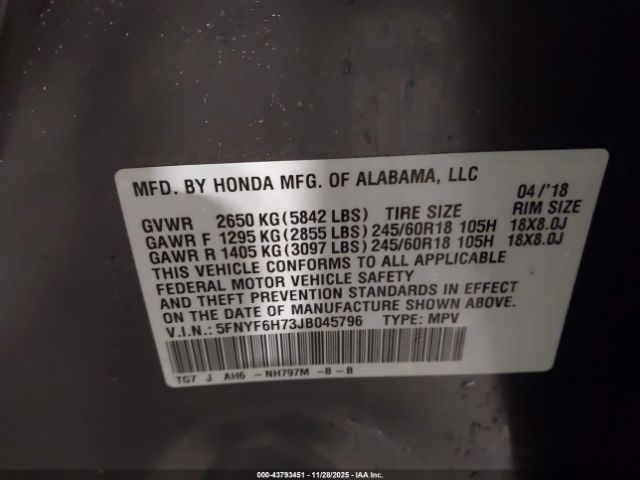 MFD. BY HONDA MFG. OF ALABAMA, LLC 04/'18
GVWR 2650 KG(5842 LBS) TIRE SIZE RIM SIZE
GAWR F 1295 KG(2855 LBS) 245/60R18 105H 18X8.0J
GAWR R 1405 KG(3097 LBS) 245/60R18 105H 18X8.0J
THIS VEHICLE CONFORMS TO ALL APPLICABLE
FEDERAL MOTOR VEHICLE SAFETY
AND THEFT PREVENTION STANDARDS IN EFFECT
ON THE DATE OF MANUFACTURE SHOWN ABOVE.
V.I.N.: 5FNYF6H73JB045796 TYPE: MPV
TG7 J AH6 -NH797M -B-B
000-43793451 | 11/28/2025 - IAA Inc.